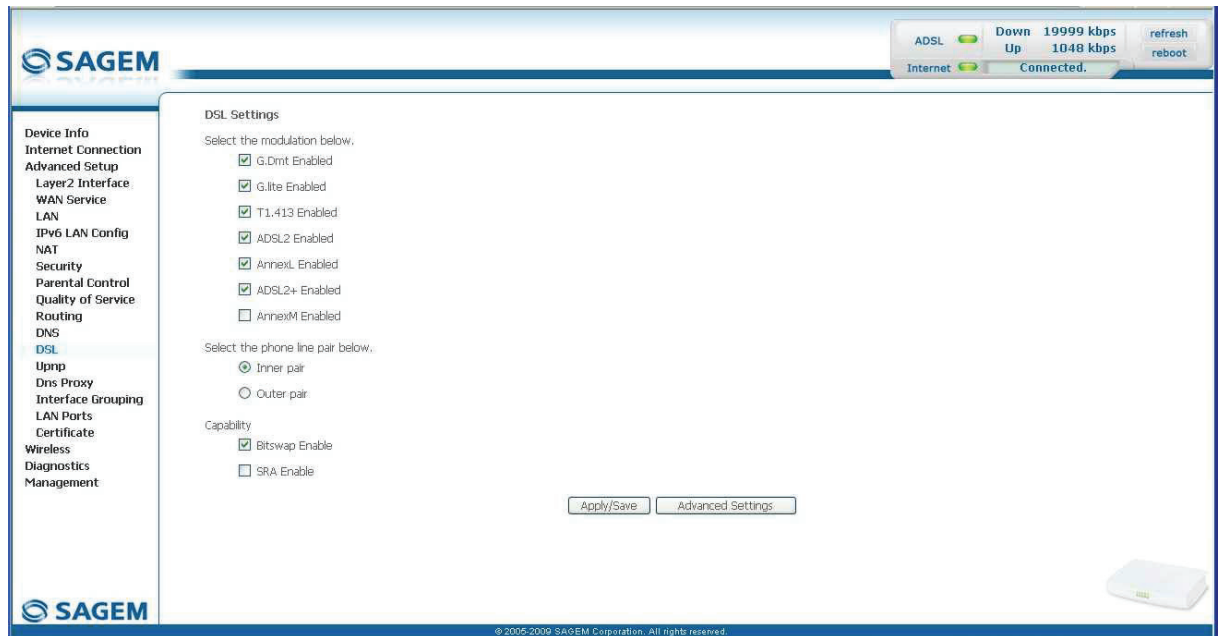 SAGEM
ADSL
Down 19999 kbps
Up 1048 kbps
Internet
Connected.
refresh
reboot
Device Info
Internet Connection
Advanced Setup
Layer2 Interface
WAN Service
LAN
IPv6 LAN Config
NAT
Security
Parental Control
Quality of Service
Routing
DNS
DSL
Upnp
Dns Proxy
Interface Grouping
LAN Ports
Certificate
Wireless
Diagnostics
Management
SAGEM
DSL Settings
Select the modulation below.
G.Dmt Enabled
G.lite Enabled
T1.413 Enabled
ADSL2 Enabled
AnnexL Enabled
ADSL2+ Enabled
AnnexM Enabled
Select the phone line pair below.
Inner pair
Outer pair
Capability
Bitswap Enable
SRA Enable
Apply/Save Advanced Settings
© 2005-2009 SAGEM Corporation. All rights reserved.